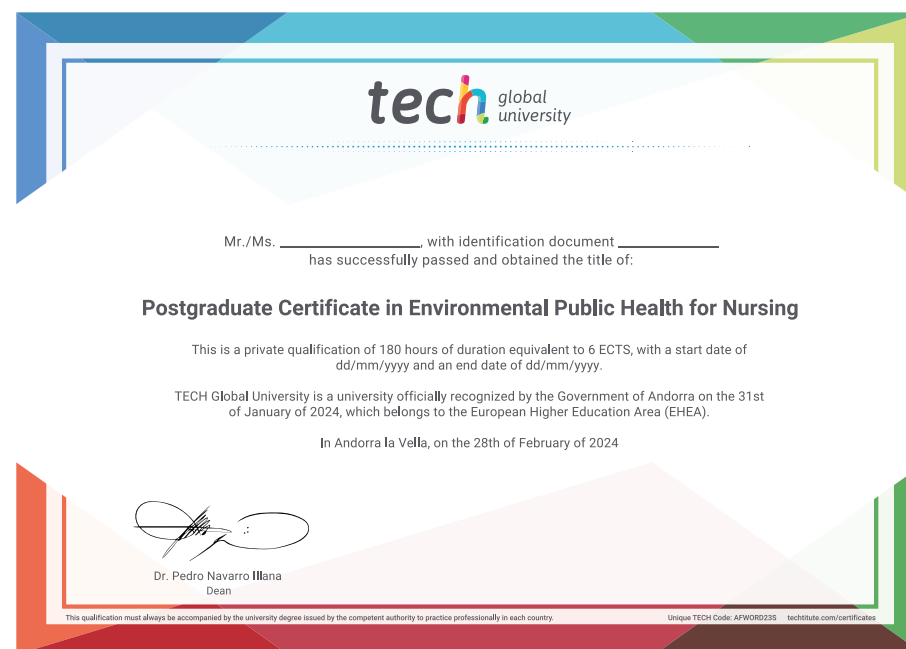 tech global
university
Mr./Ms. ____________________, with identification document ______________
has successfully passed and obtained the title of:
Postgraduate Certificate in Environmental Public Health for Nursing
This is a private qualification of 180 hours of duration equivalent to 6 ECTS, with a start date of
dd/mm/yyyy and an end date of dd/mm/yyyy.
TECH Global University is a university officially recognized by the Government of Andorra on the 31st
of January of 2024, which belongs to the European Higher Education Area (EHEA).
In Andorra la Vella, on the 28th of February of 2024
Dr. Pedro Navarro Illana
Dean
This qualification must always be accompanied by the university degree issued by the competent authority to practice professionally in each country.
Unique TECH Code: AFWORD23S techtitute.com/certificates